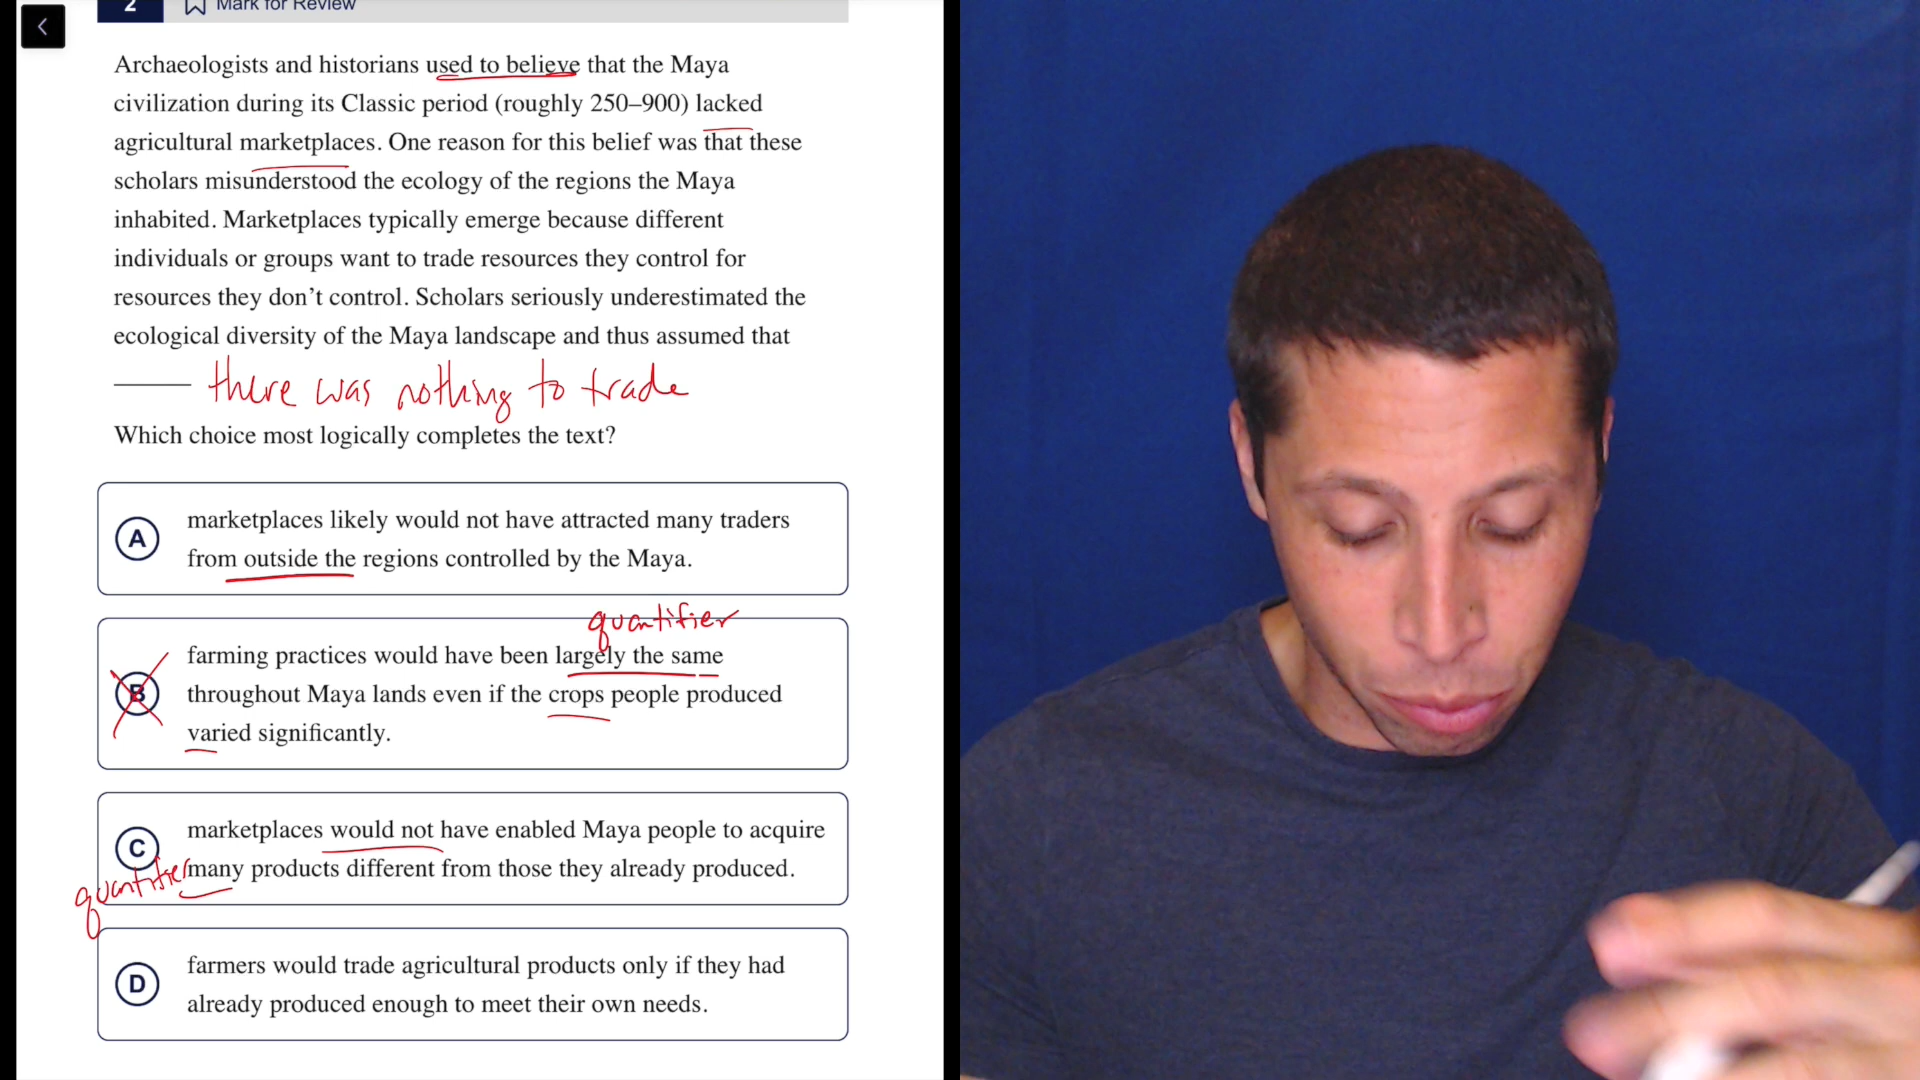 2 Mark for Review
Archaeologists and historians used to believe that the Maya
civilization during its Classic period (roughly 250–900) lacked
agricultural marketplaces. One reason for this belief was that these
scholars misunderstood the ecology of the regions the Maya
inhabited. Marketplaces typically emerge because different
individuals or groups want to trade resources they control for
resources they don’t control. Scholars seriously underestimated the
ecological diversity of the Maya landscape and thus assumed that
______ there was nothing to trade
Which choice most logically completes the text?
A marketplaces likely would not have attracted many traders
from outside the regions controlled by the Maya.
quantifier
B farming practices would have been largely the same
throughout Maya lands even if the crops people produced
varied significantly.
C marketplaces would not have enabled Maya people to acquire
quantifier many products different from those they already produced.
D farmers would trade agricultural products only if they had
already produced enough to meet their own needs.